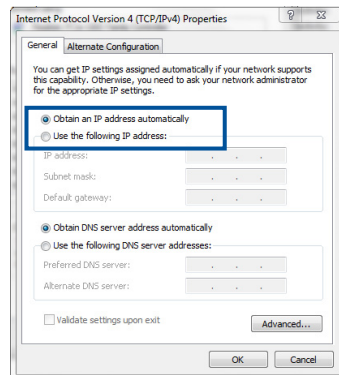 Internet Protocol Version 4 (TCP/IPv4) Properties
General
Alternate Configuration
You can get IP settings assigned automatically if your network supports
this capability. Otherwise, you need to ask your network administrator
for the appropriate IP settings.
Obtain an IP address automatically
Use the following IP address:
IP address:
Subnet mask:
Default gateway:
Obtain DNS server address automatically
Use the following DNS server addresses:
Preferred DNS server:
Alternate DNS server:
Validate settings upon exit
Advanced...
OK
Cancel